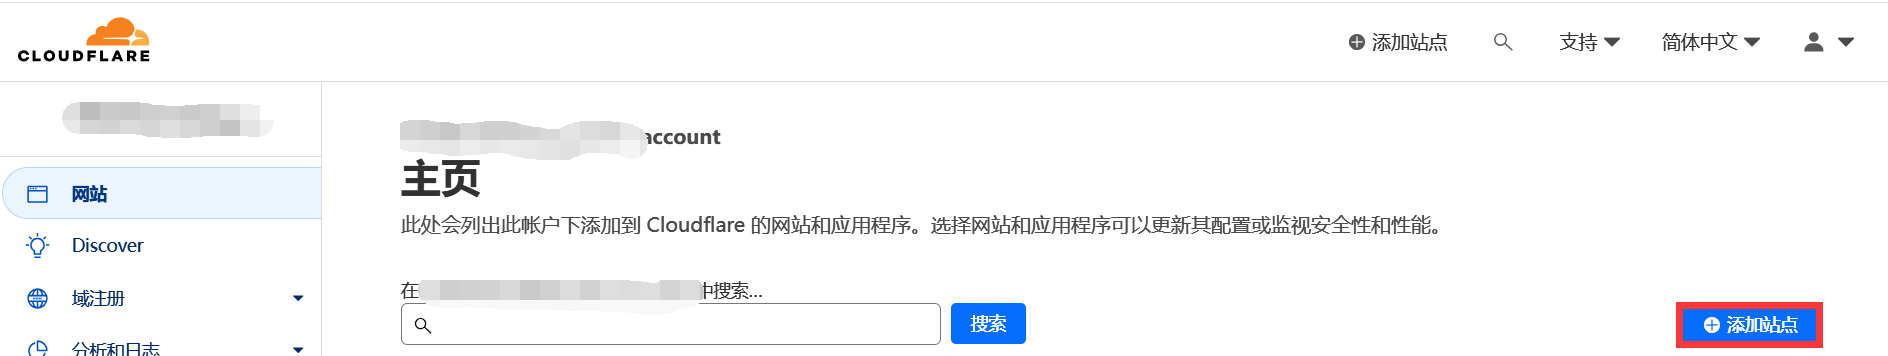 CLOUDFLARE
添加站点
支持
简体中文
account
网站
主页
此处会列出此帐户下添加到 Cloudflare 的网站和应用程序。选择网站和应用程序可以更新其配置或监视安全性和性能。
Discover
在
中搜索...
域注册
搜索
添加站点
分析和日志